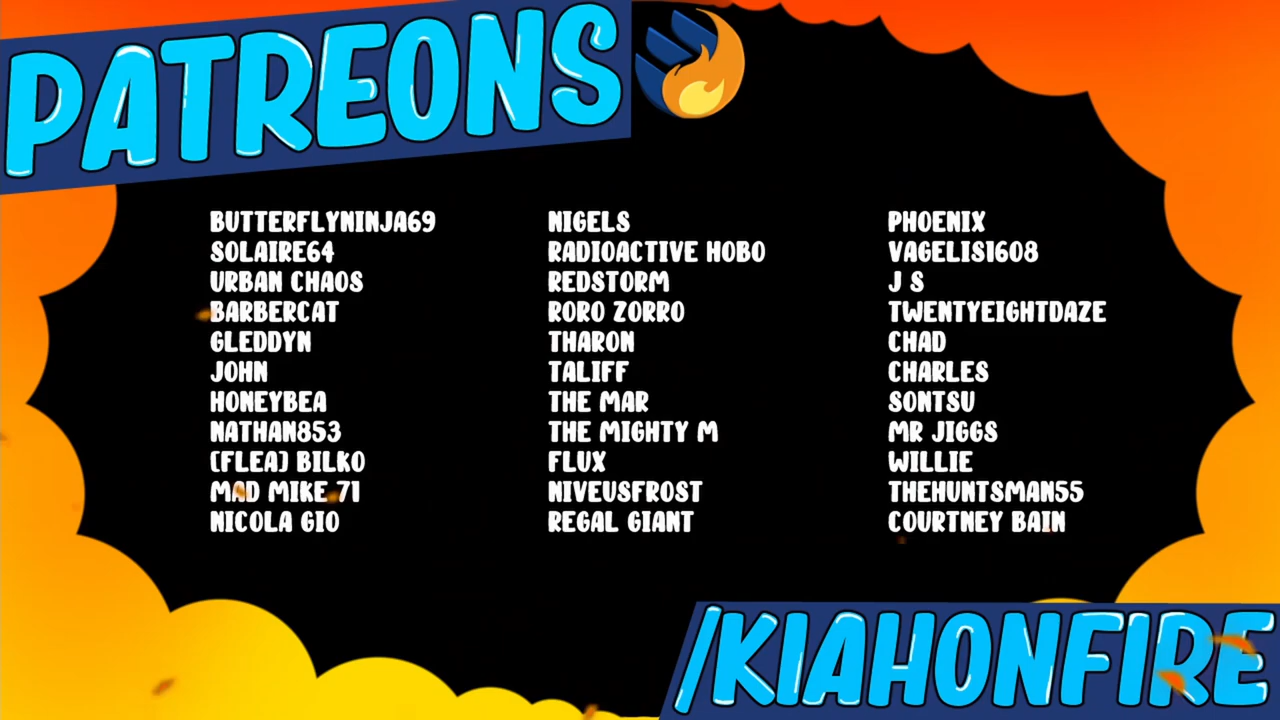 PATREONS
BUTTERFLYNINJA69
SOLAIRE64
URBAN CHAOS
BARBERCAT
GLEDDYN
JOHN
HONEYBEA
NATHAN853
[FLEA] BILKO
MAD MIKE 71
NICOLA GIO
NIGELS
RADIOACTIVE HOBO
REDSTORM
RORO ZORRO
THARON
TALIFF
THE MAR
THE MIGHTY M
FLUX
NIVEUSFROST
REGAL GIANT
PHOENIX
VAGELIS1608
J S
TWENTYEIGHTDAZE
CHAD
CHARLES
SONTSU
MR JIGGS
WILLIE
THEHUNTSMAN55
COURTNEY BAIN
/KIAHONFIRE